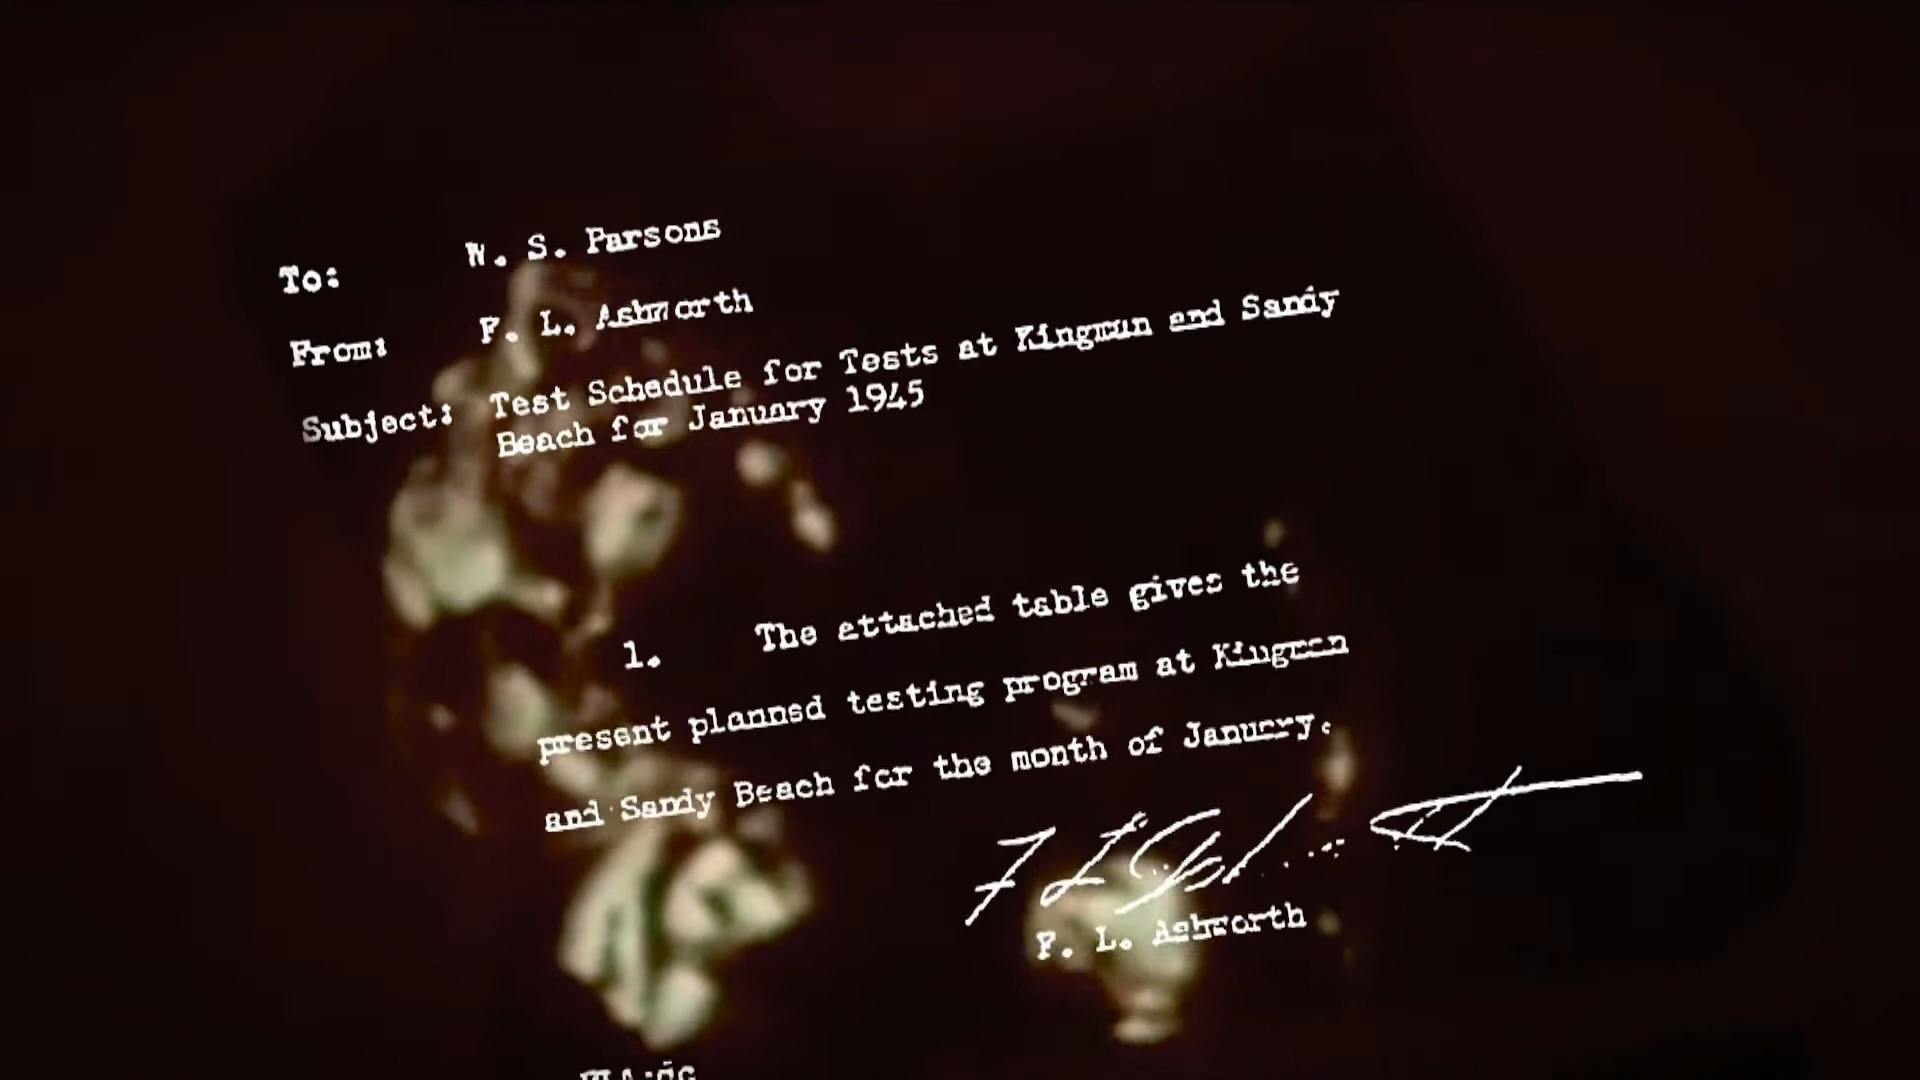 To: W. S. Parsons
From: F. L. Ashworth
Subject: Test Schedule for Tests at Kingman and Sandy
Beach for January 1945
1. The attached table gives the
present planned testing program at Kingman
and Sandy Beach for the month of January.
F. L. Ashworth